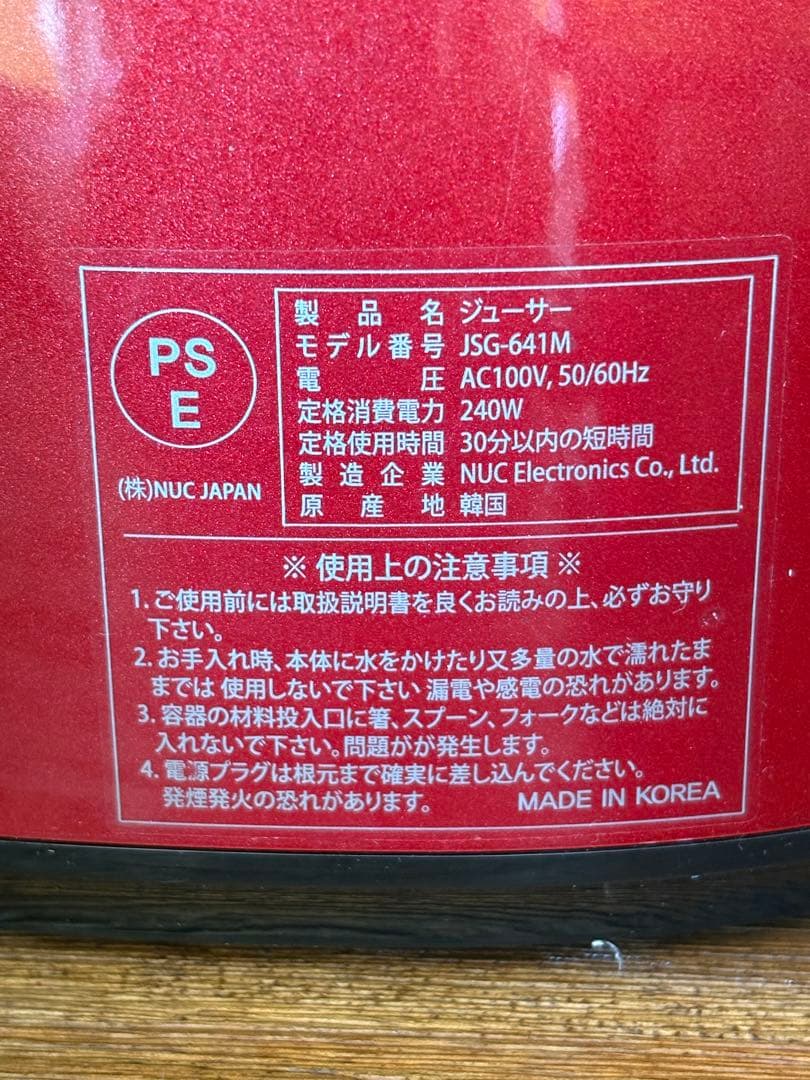 PS
E
(株)NUC JAPAN
製品名 ジューサー
モデル番号 JSG-641M
電圧 AC100V, 50/60Hz
定格消費電力 240W
定格使用時間 30分以内の短時間
製造企業 NUC Electronics Co., Ltd.
原産地 韓国
※ 使用上の注意事項 ※
1. ご使用前には取扱説明書を良くお読みの上、必ずお守り
下さい。
2. お手入れ時、本体に水をかけたり又多量の水で濡れたま
までは 使用しないで下さい 漏電や感電の恐れがあります。
3. 容器の材料投入口に箸、スプーン、フォークなどは絶対に
入れないで下さい。問題がが発生します。
4. 電源プラグは根元まで確実に差し込んでください。
発煙発火の恐れがあります。 MADE IN KOREA